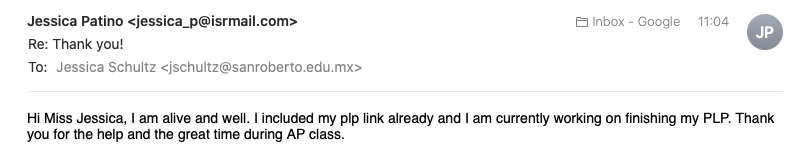 Jessica Patino <jessica_p@isrmail.com>
Inbox - Google 11:04
JP
Re: Thank you!
To: Jessica Schultz <jschultz@sanroberto.edu.mx>
Hi Miss Jessica, I am alive and well. I included my plp link already and I am currently working on finishing my PLP. Thank
you for the help and the great time during AP class.